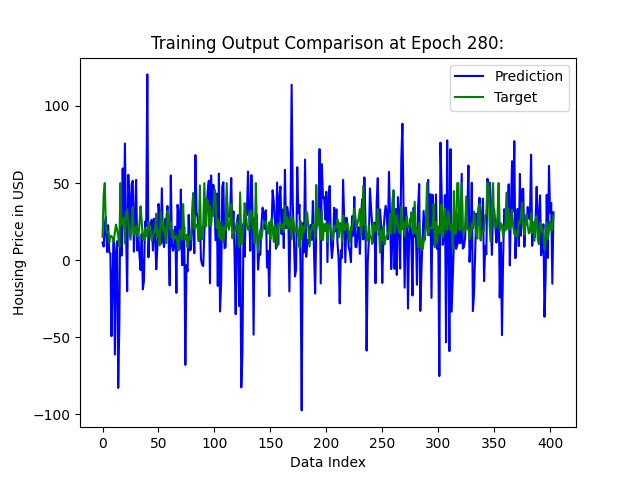 Training Output Comparison at Epoch 280:
Prediction
Target
Housing Price in USD
100
50
0
−50
−100
0 50 100 150 200 250 300 350 400
Data Index